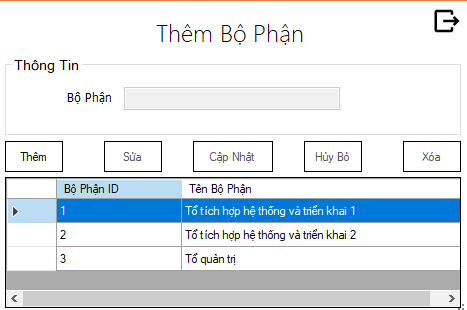 Thêm Bộ Phận
Thông Tin
Bộ Phận
Thêm Sửa Cập Nhật Hủy Bỏ Xóa
Bộ Phận ID Tên Bộ Phận
1 Tổ tích hợp hệ thống và triển khai 1
2 Tổ tích hợp hệ thống và triển khai 2
3 Tổ quản trị